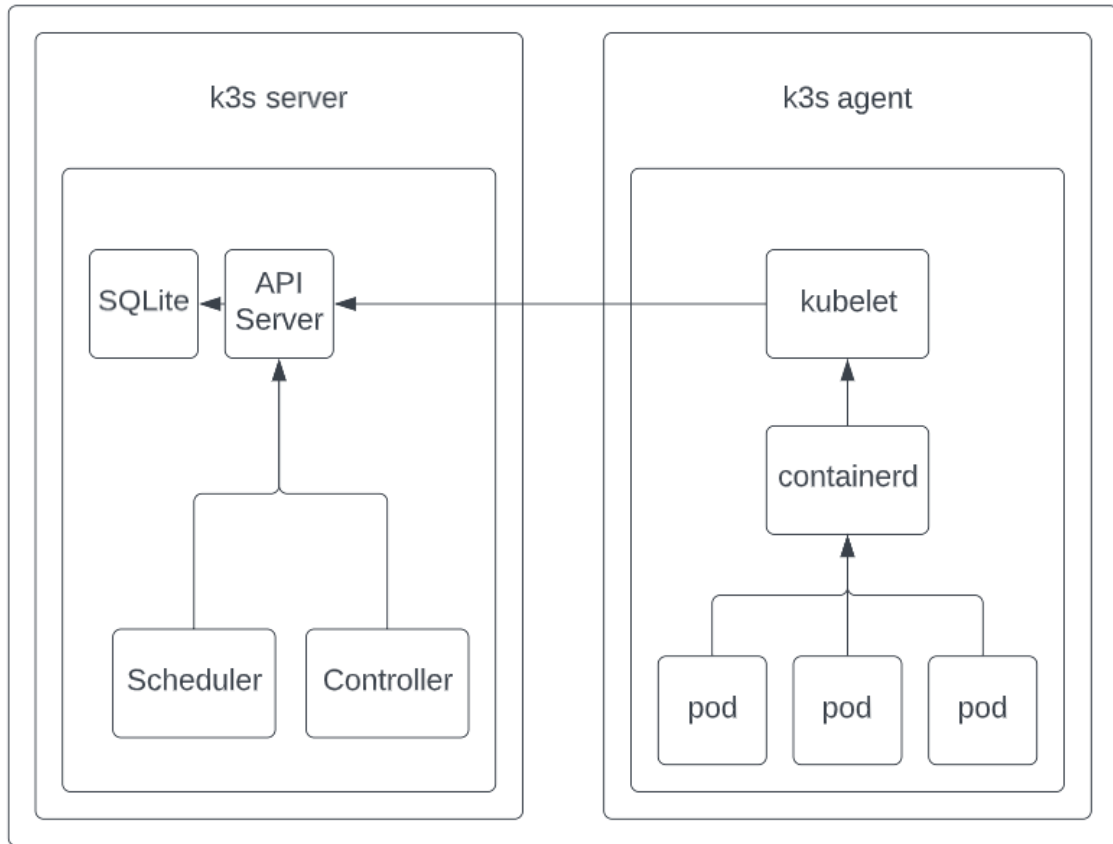 k3s server
k3s agent
SQLite
API
Server
kubelet
containerd
Scheduler
Controller
pod
pod
pod